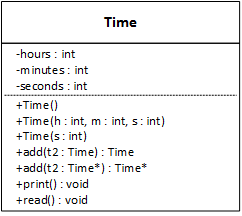 Time
-hours : int
-minutes : int
-seconds : int
+Time()
+Time(h : int, m : int, s : int)
+Time(s : int)
+add(t2 : Time) : Time
+add(t2 : Time*) : Time*
+print() : void
+read() : void